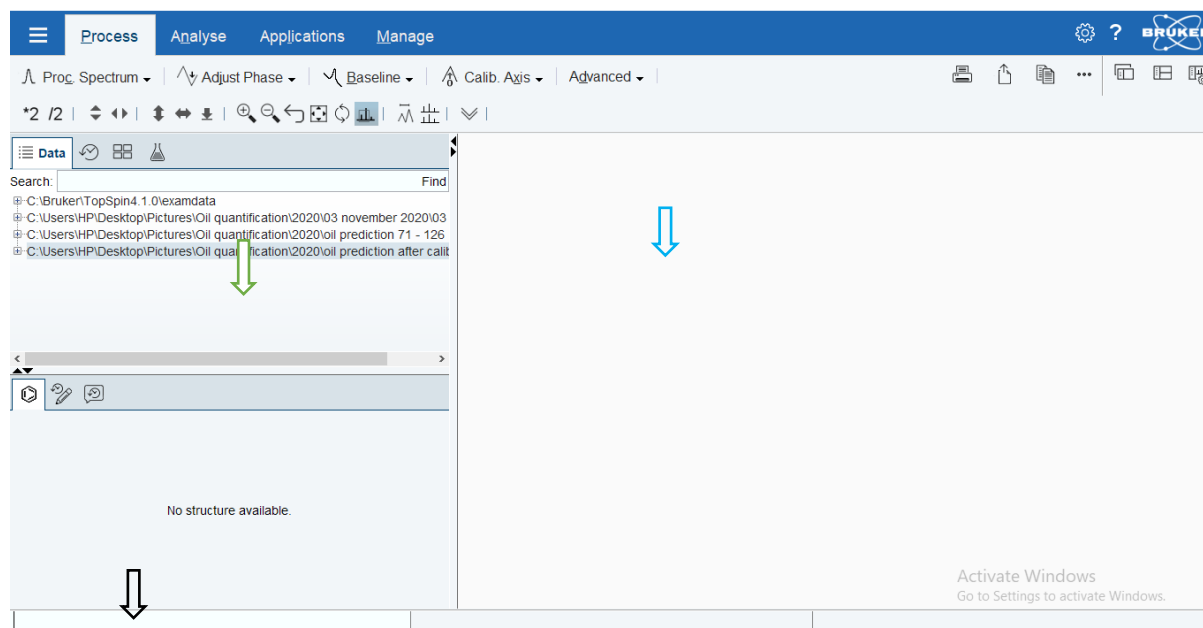 Process Analyse Applications Manage ? BRUKER
Proc. Spectrum Adjust Phase Baseline Calib. Axis Advanced
*2 /2
Data
Search: Find
C:\Bruker\TopSpin4.1.0\examdata
C:\Users\HP\Desktop\Pictures\Oil quantification\2020\03 november 2020\03
C:\Users\HP\Desktop\Pictures\Oil quantification\2020\oil prediction 71 - 126
C:\Users\HP\Desktop\Pictures\Oil quantification\2020\oil prediction after calib
No structure available.
Activate Windows
Go to Settings to activate Windows.